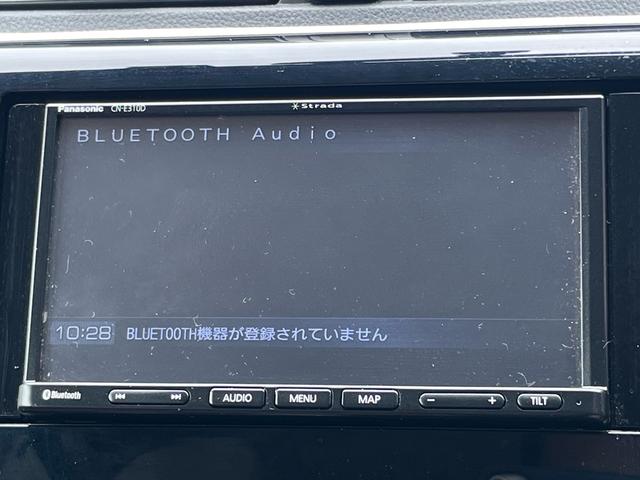 Panasonic CN-E310D Strada
BLUETOOTH Audio
10:28 BLUETOOTH機器が登録されていません
Bluetooth AUDIO MENU MAP − + TILT